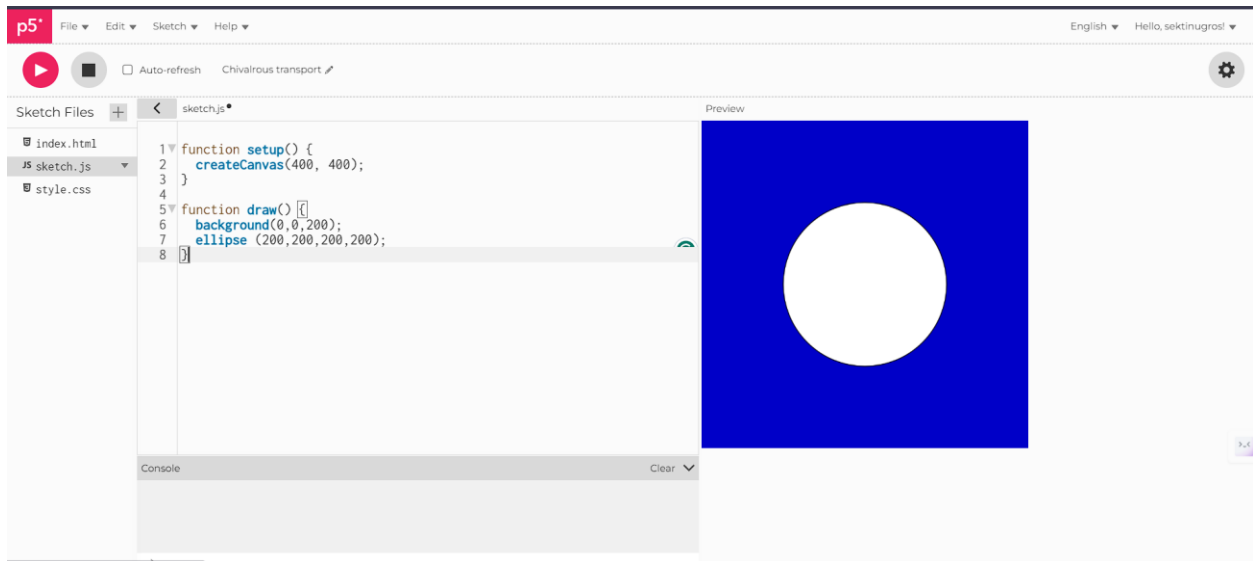 p5* File Edit Sketch Help English Hello, sektinugros!
Auto-refresh Chivalrous transport
Sketch Files + sketch.js Preview
index.html
JS sketch.js
style.css
1 function setup() {
2 createCanvas(400, 400);
3 }
4
5 function draw() {
6 background(0,0,200);
7 ellipse (200,200,200,200);
8 }
Console Clear